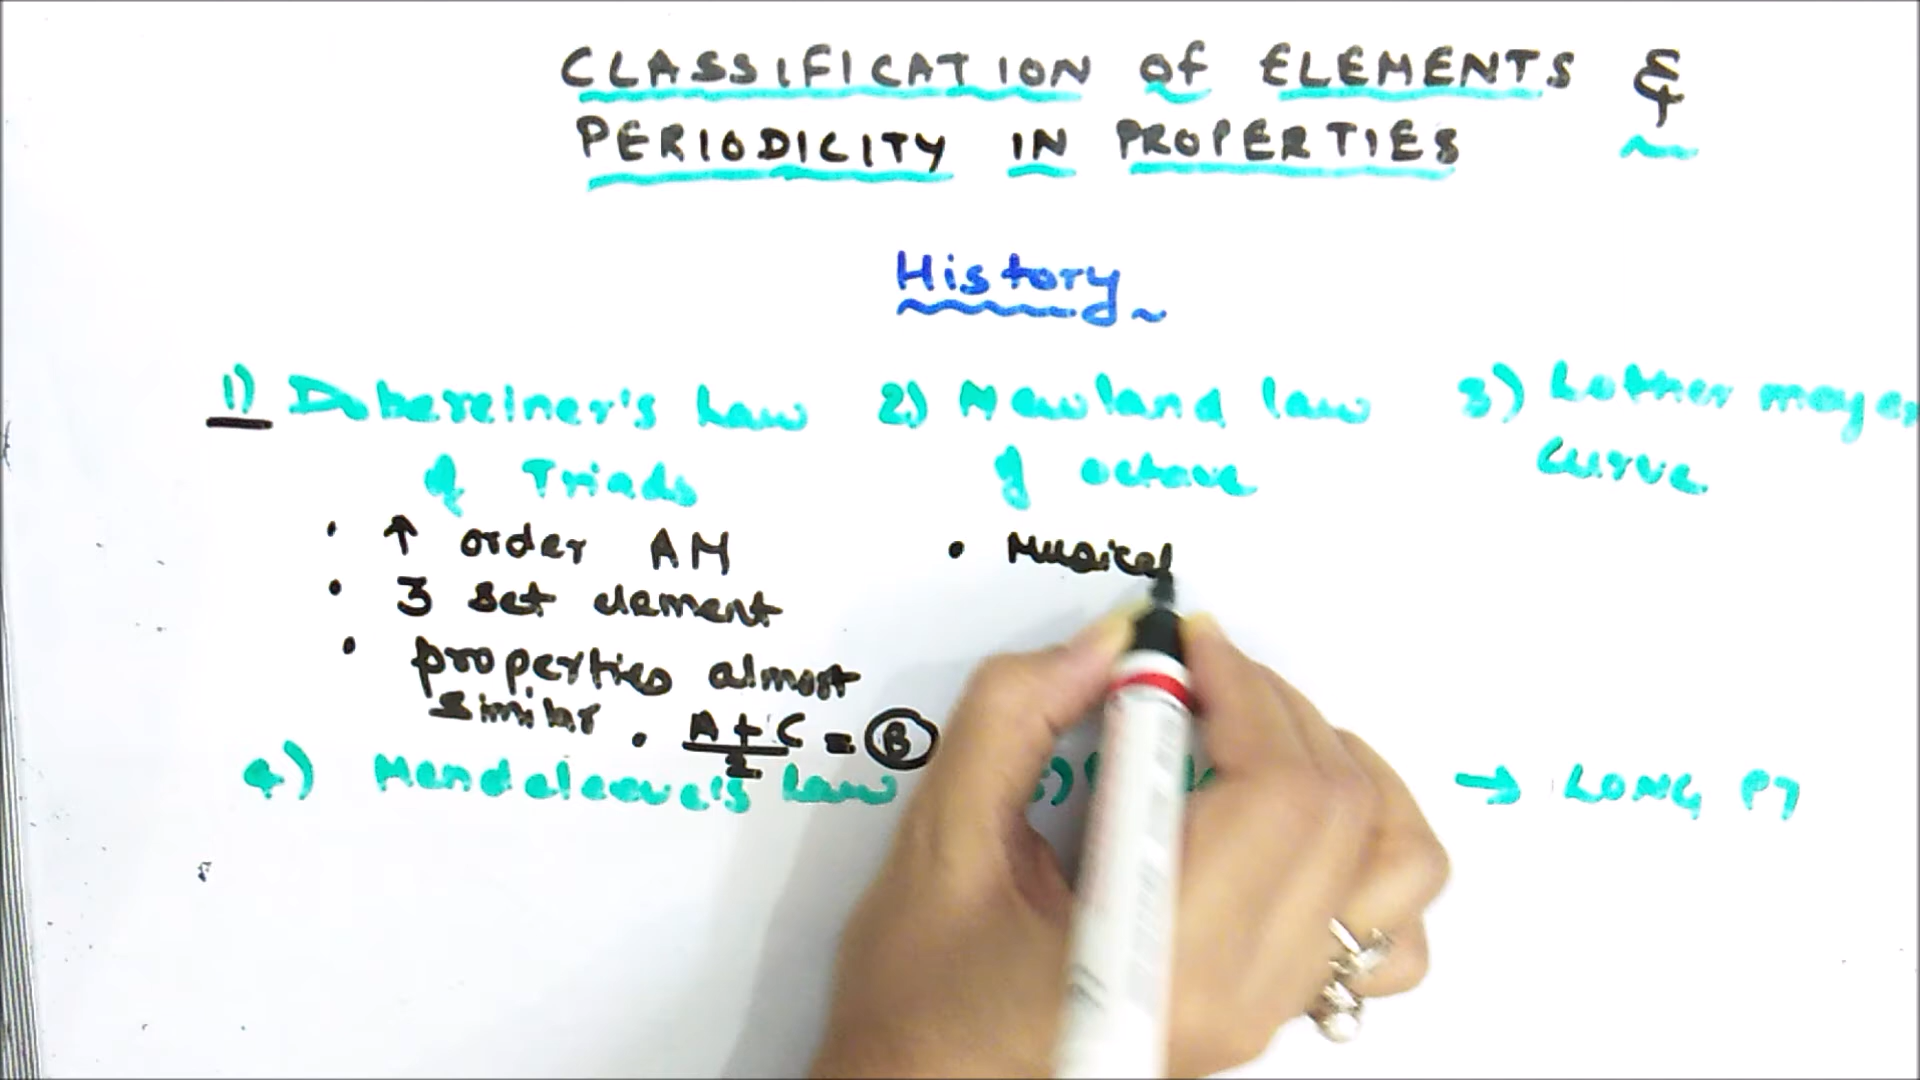 CLASSIFICATION of ELEMENTS &
PERIODICITY IN PROPERTIES
History
1) Dobereiner's Law
of Triads
• ↑ order AM
• 3 set element
• properties almost
similar • A + C / 2 = B
2) Newland law
of octave
• Musical
3) Lother mayer
curve
4) Mendeleeve's Law
→ LONG PT